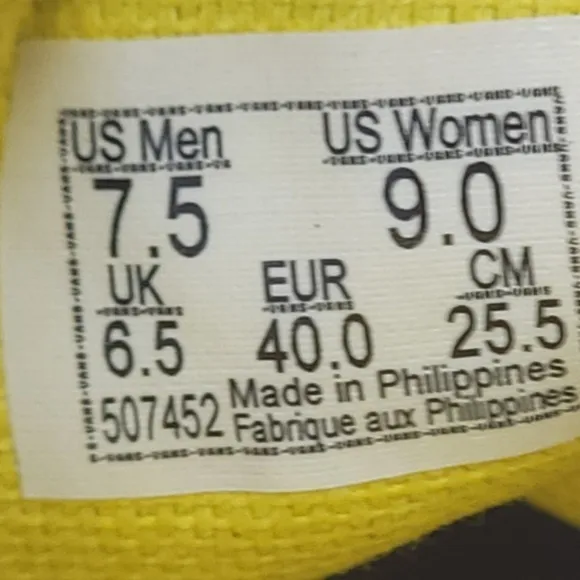 US Men US Women
7.5 9.0
UK EUR CM
6.5 40.0 25.5
507452 Made in Philippines
Fabrique aux Philippines